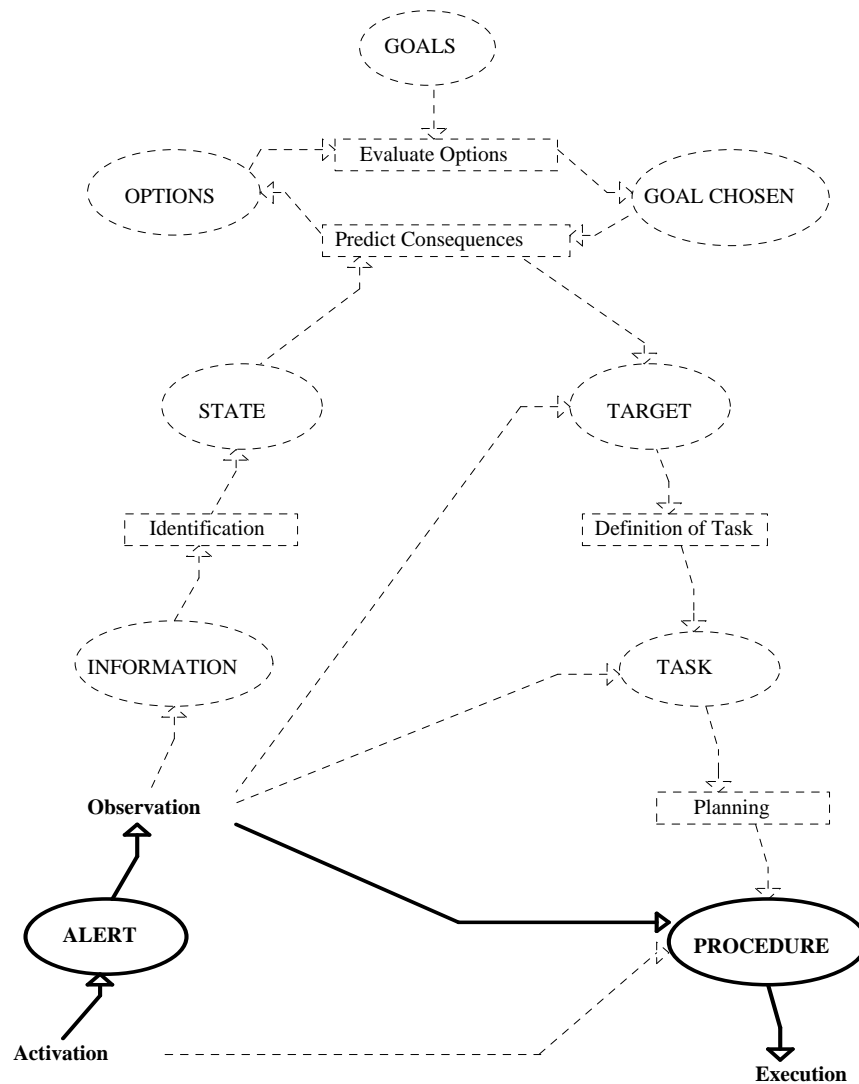 GOALS
Evaluate Options
OPTIONS
GOAL CHOSEN
Predict Consequences
STATE
TARGET
Identification
Definition of Task
INFORMATION
TASK
Observation
Planning
ALERT
PROCEDURE
Activation
Execution